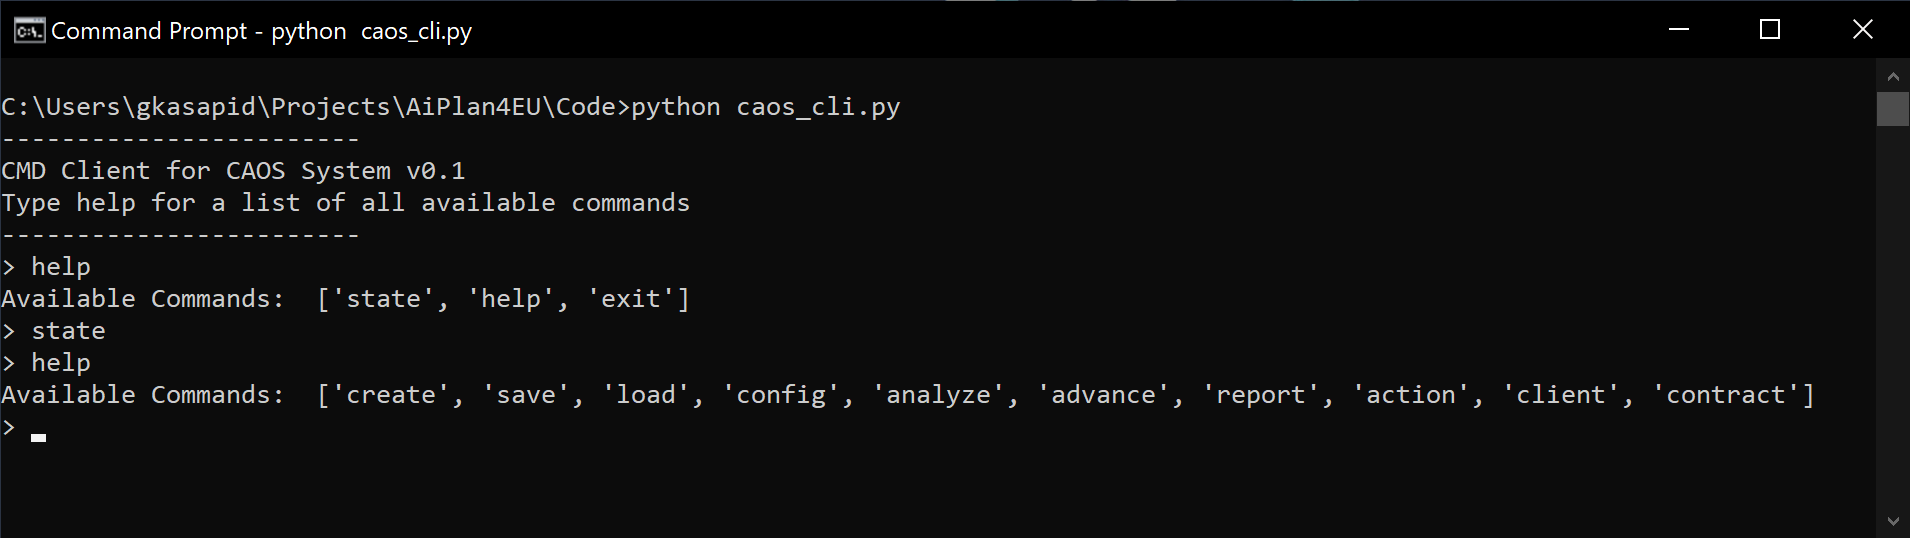 Command Prompt - python  caos_cli.py
C:\Users\gkasapid\Projects\AiPlan4EU\Code>python caos_cli.py
------------------------
CMD Client for CAOS System v0.1
Type help for a list of all available commands
------------------------
> help
Available Commands:  ['state', 'help', 'exit']
> state
> help
Available Commands:  ['create', 'save', 'load', 'config', 'analyze', 'advance', 'report', 'action', 'client', 'contract']
>